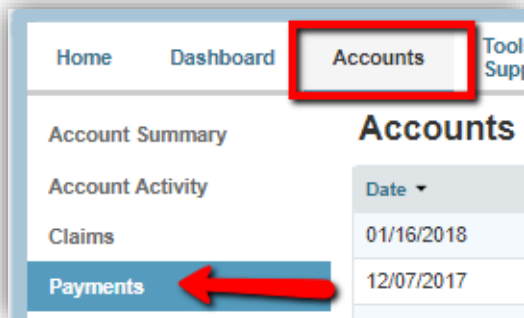 Home Dashboard Accounts
Account Summary
Account Activity
Claims
Payments
Accounts
Date
01/16/2018
12/07/2017